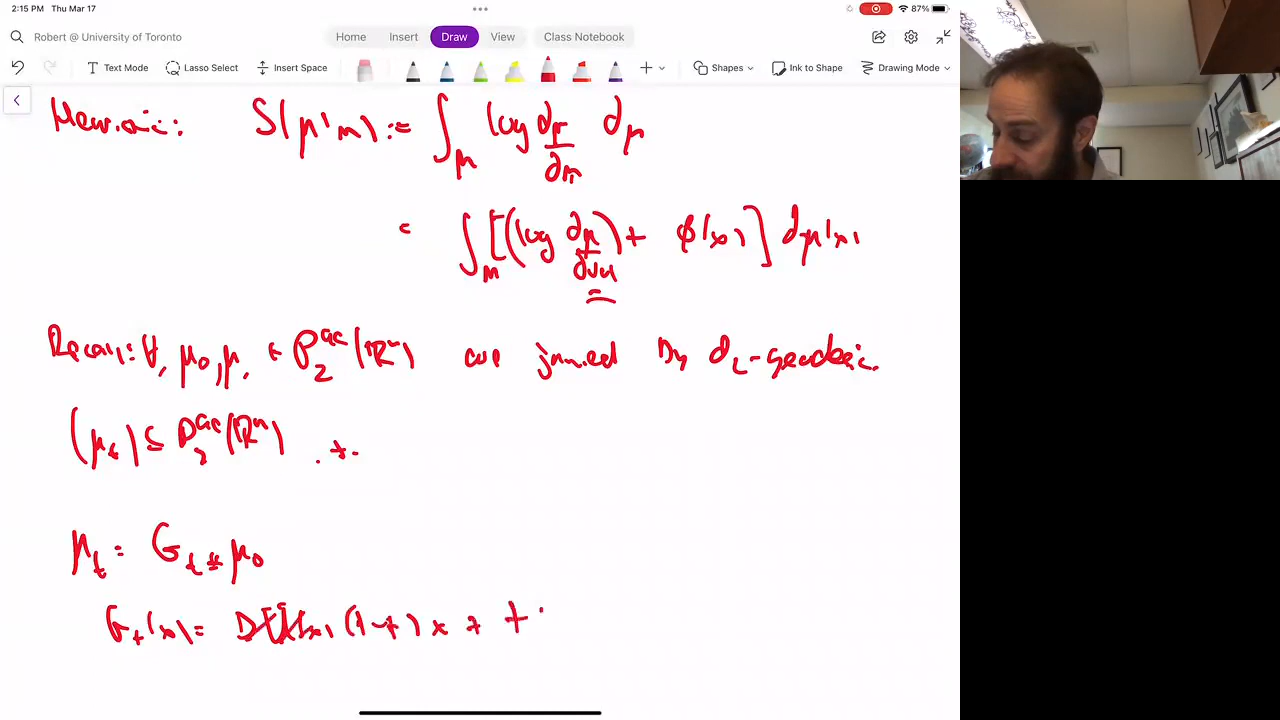 2:15 PM Thu Mar 17
87%
Robert @ University of Toronto
Home Insert Draw View Class Notebook
Text Mode Lasso Select Insert Space Shapes Ink to Shape Drawing Mode
S(μ|m) := ∫_M log dμ/dm dμ
= ∫_M [(log dμ/dvol) + φ(x)] dμ(x)
Recall: ∀ μ₀, μ₁ ∈ P₂^ac(ℝⁿ) are joined by d₂-geodesic
(μ_t) ⊆ P₂^ac(ℝⁿ)
μ_t = G_t# μ₀
G_t(x) = (1-t) x + t